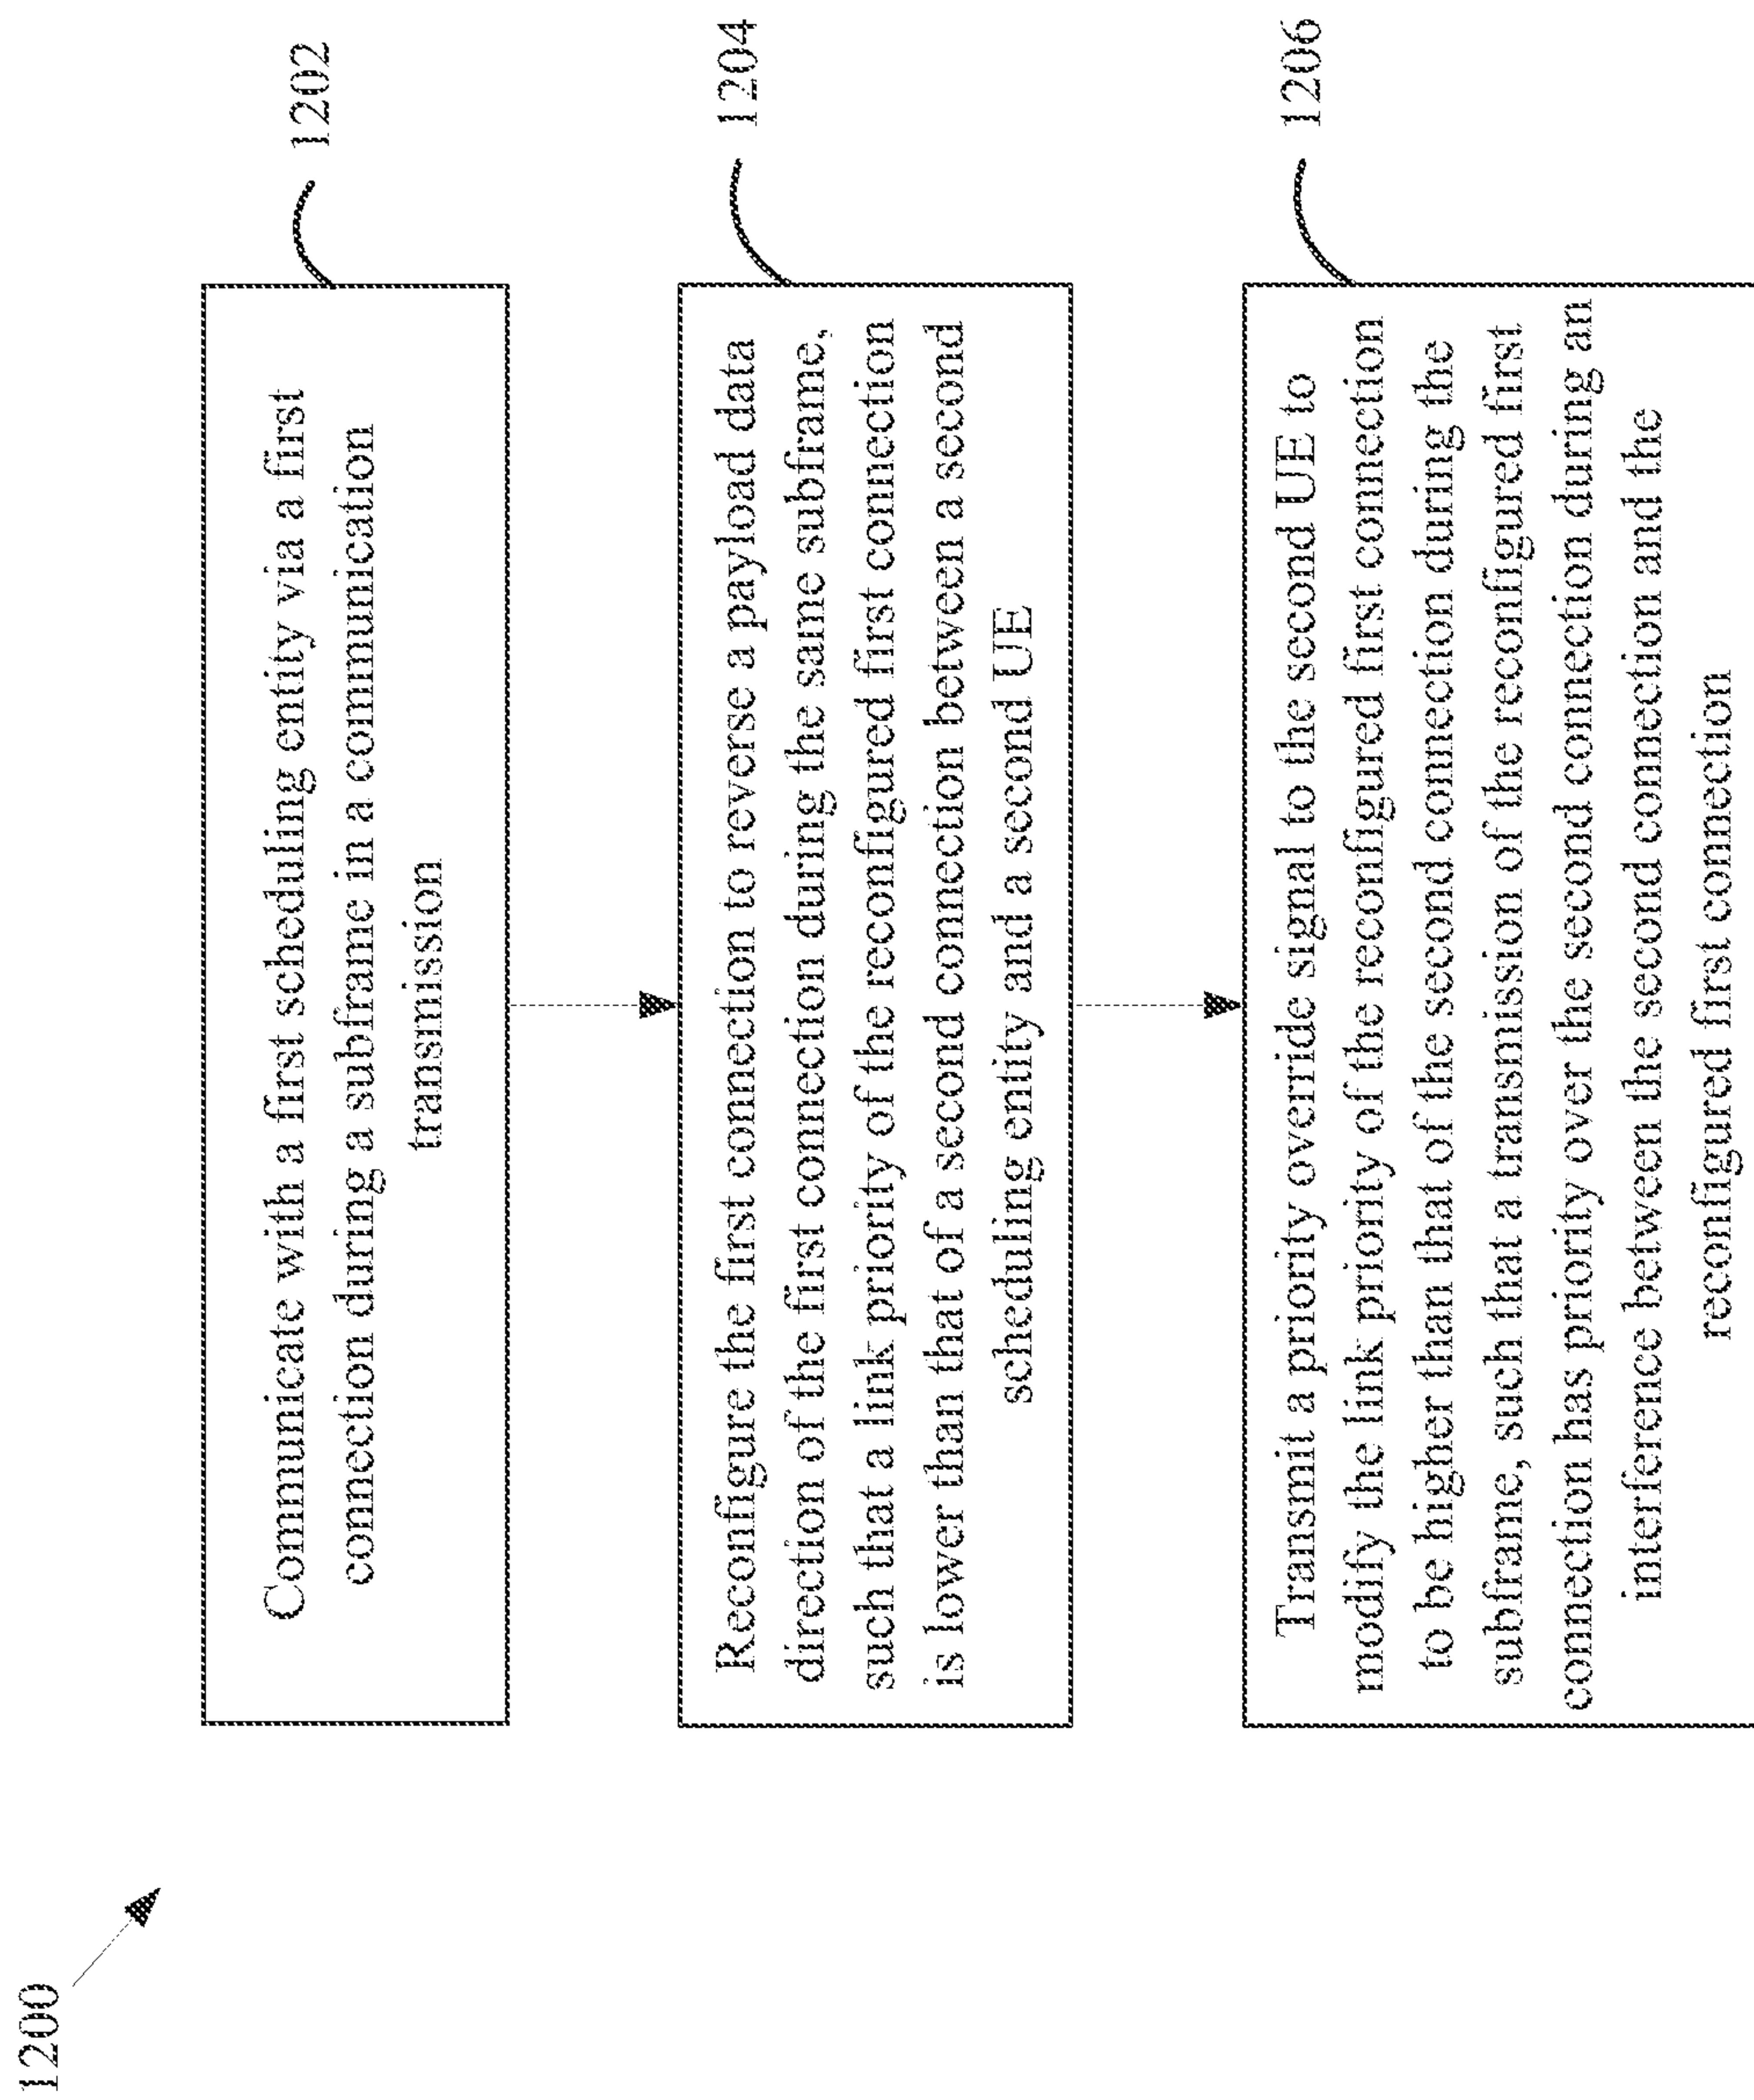 1200
1202
Communicate with a first scheduling entity via a first
connection during a subframe in a communication
transmission
1204
Reconfigure the first connection to reverse a payload data
direction of the first connection during the same subframe,
such that a link priority of the reconfigured first connection
is lower than that of a second connection between a second
scheduling entity and a second UE
1206
Transmit a priority override signal to the second UE to
modify the link priority of the reconfigured first connection
to be higher than that of the second connection during the
subframe, such that a transmission of the reconfigured first
connection has priority over the second connection during an
interference between the second connection and the
reconfigured first connection